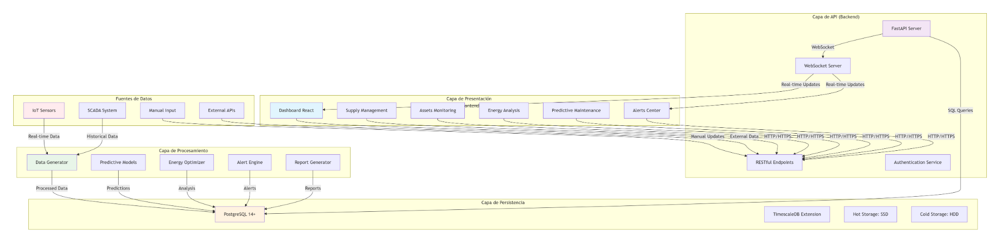 Capa de API (Backend)
FastAPI Server
WebSocket
WebSocket Server
Real-time Updates
Real-time Updates
SQL Queries
Fuentes de Datos
IoT Sensors
SCADA System
Manual Input
External APIs
Capa de Presentación
Dashboard React
Supply Management
Assets Monitoring
Energy Analysis
Predictive Maintenance
Alerts Center
Real-time Data
Historical Data
Manual Updates
External Data
HTTP/HTTPS
HTTP/HTTPS
HTTP/HTTPS
HTTP/HTTPS
HTTP/HTTPS
HTTP/HTTPS
RESTful Endpoints
Authentication Service
Capa de Procesamiento
Data Generator
Predictive Models
Energy Optimizer
Alert Engine
Report Generator
Processed Data
Predictions
Analysis
Alerts
Reports
Capa de Persistencia
PostgreSQL 14+
TimescaleDB Extension
Hot Storage: SSD
Cold Storage: HDD